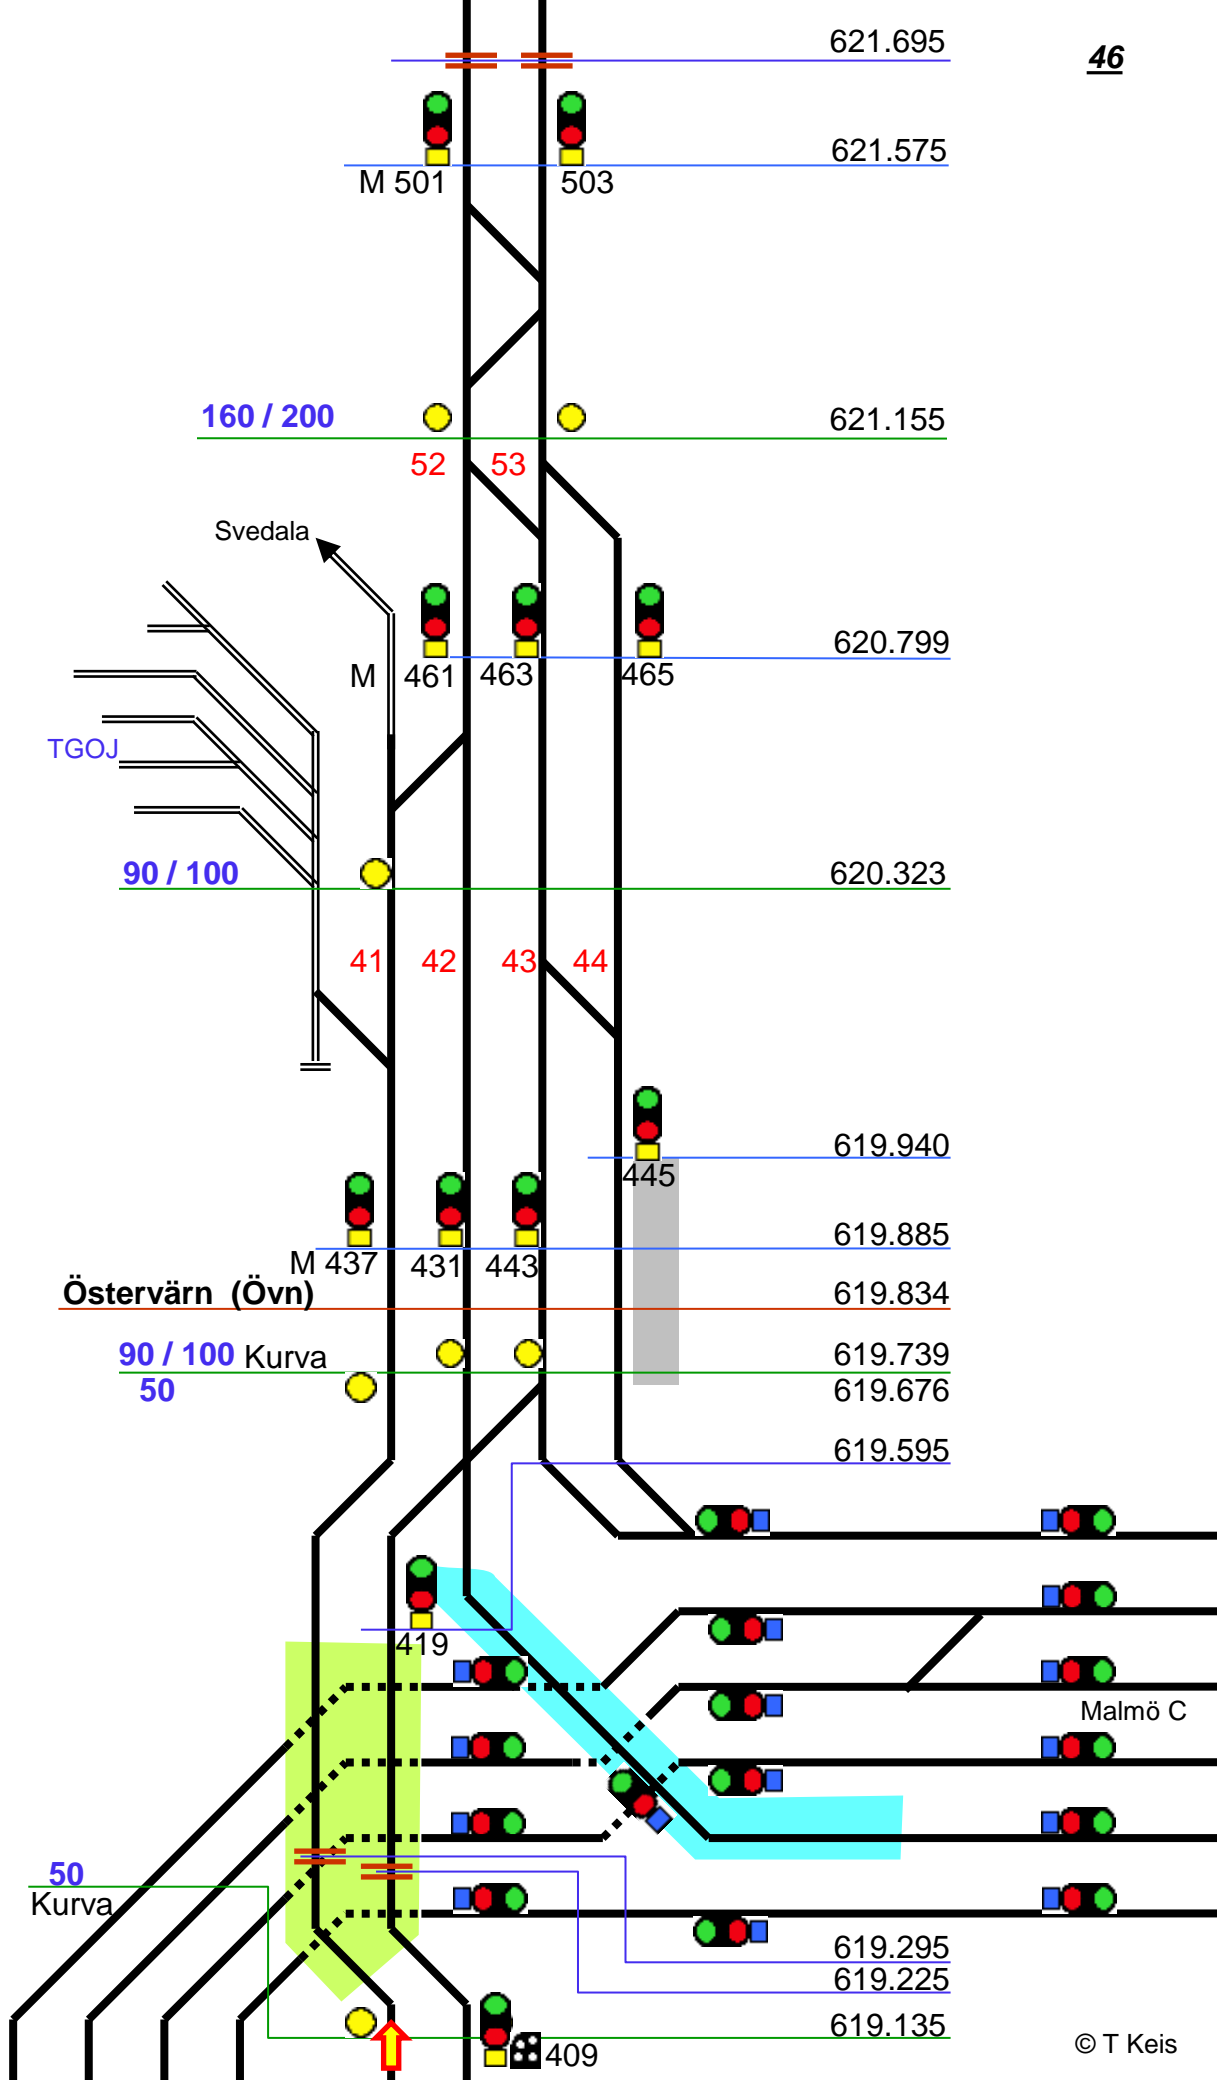 621.695
46
621.575
M 501
503
160 / 200
621.155
52
53
Svedala
620.799
M
461
463
465
TGOJ
90 / 100
620.323
41
42
43
44
619.940
445
619.885
M 437
431
443
Östervärn (Övn)
619.834
90 / 100 Kurva
619.739
50
619.676
619.595
419
Malmö C
50
Kurva
619.295
619.225
619.135
409
© T Keis